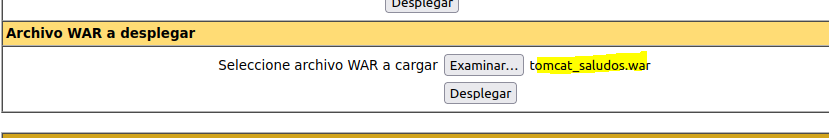 Desplegar
Archivo WAR a desplegar
Seleccione archivo WAR a cargar Examinar... tomcat_saludos.war
Desplegar